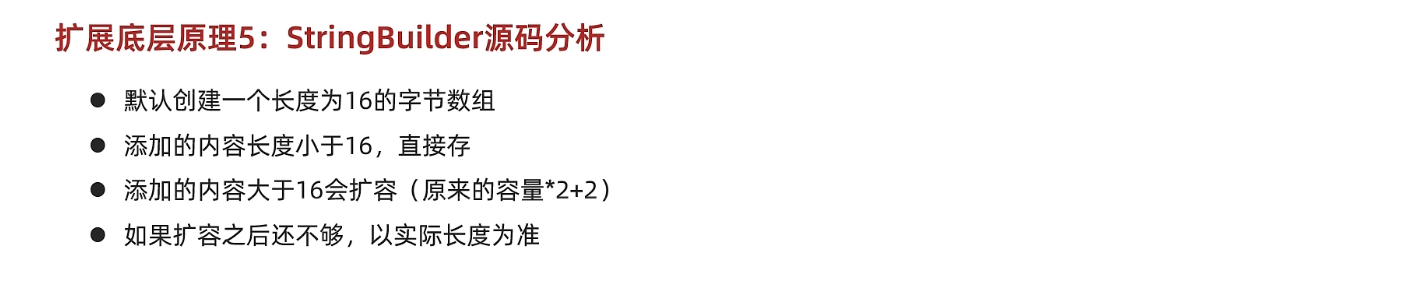 扩展底层原理5：StringBuilder源码分析
● 默认创建一个长度为16的字节数组
● 添加的内容长度小于16，直接存
● 添加的内容大于16会扩容（原来的容量*2+2）
● 如果扩容之后还不够，以实际长度为准